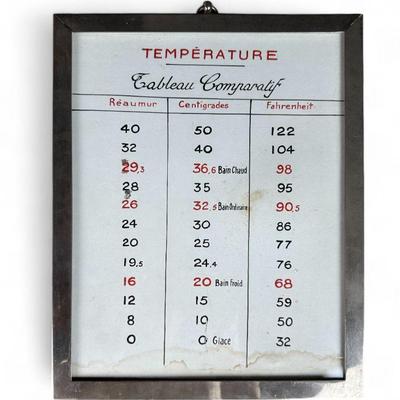 TEMPÉRATURE
Tableau Comparatif
Réaumur Centigrades Fahrenheit
40 50 122
32 40 104
29,3 36,6 Bain Chaud 98
28 35 95
26 32,5 Bain Ordinaire 90,5
24 30 86
20 25 77
19,5 24,4 76
16 20 Bain froid 68
12 15 59
8 10 50
0 0 Glace 32